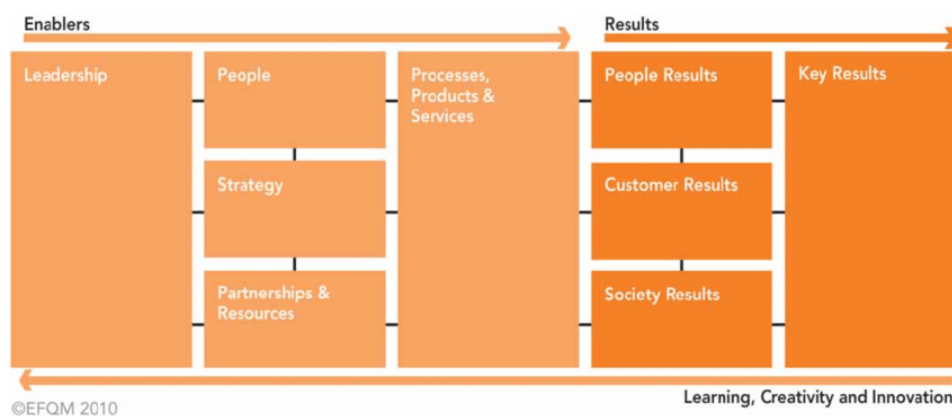 Enablers
Results
Leadership
People
Processes,
Products &
Services
People Results
Key Results
Strategy
Customer Results
Partnerships &
Resources
Society Results
Learning, Creativity and Innovation
©EFQM 2010